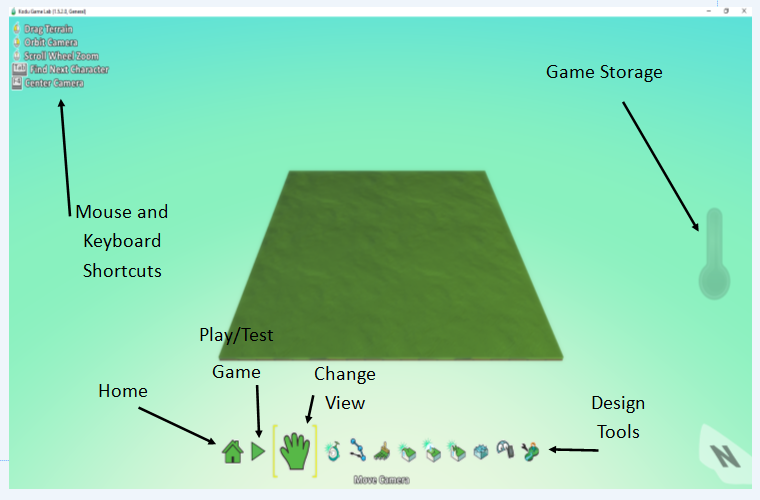 Kodu Game Lab (1.5.2.0, General)
Drag Terrain
Orbit Camera
Scroll Wheel Zoom
Tab Find Next Character
Center Camera
Game Storage
Mouse and
Keyboard
Shortcuts
Play/Test
Game
Home
Change
View
Design
Tools
Move Camera
N